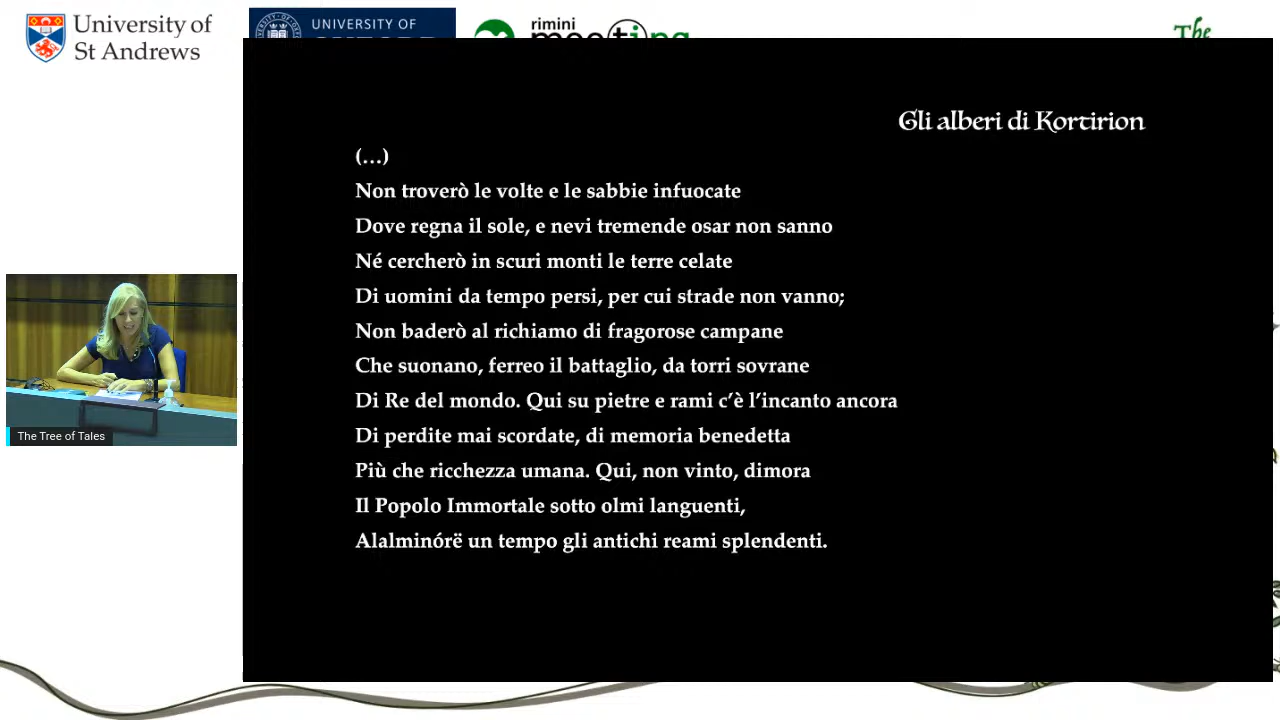 University of
St Andrews
UNIVERSITY OF
rimini
meeting
The
Gli alberi di Kortirion
(…)
Non troverò le volte e le sabbie infuocate
Dove regna il sole, e nevi tremende osar non sanno
Né cercherò in scuri monti le terre celate
Di uomini da tempo persi, per cui strade non vanno;
Non baderò al richiamo di fragorose campane
Che suonano, ferreo il battaglio, da torri sovrane
Di Re del mondo. Qui su pietre e rami c’è l’incanto ancora
Di perdite mai scordate, di memoria benedetta
Più che ricchezza umana. Qui, non vinto, dimora
Il Popolo Immortale sotto olmi languenti,
Alalminórë un tempo gli antichi reami splendenti.
The Tree of Tales